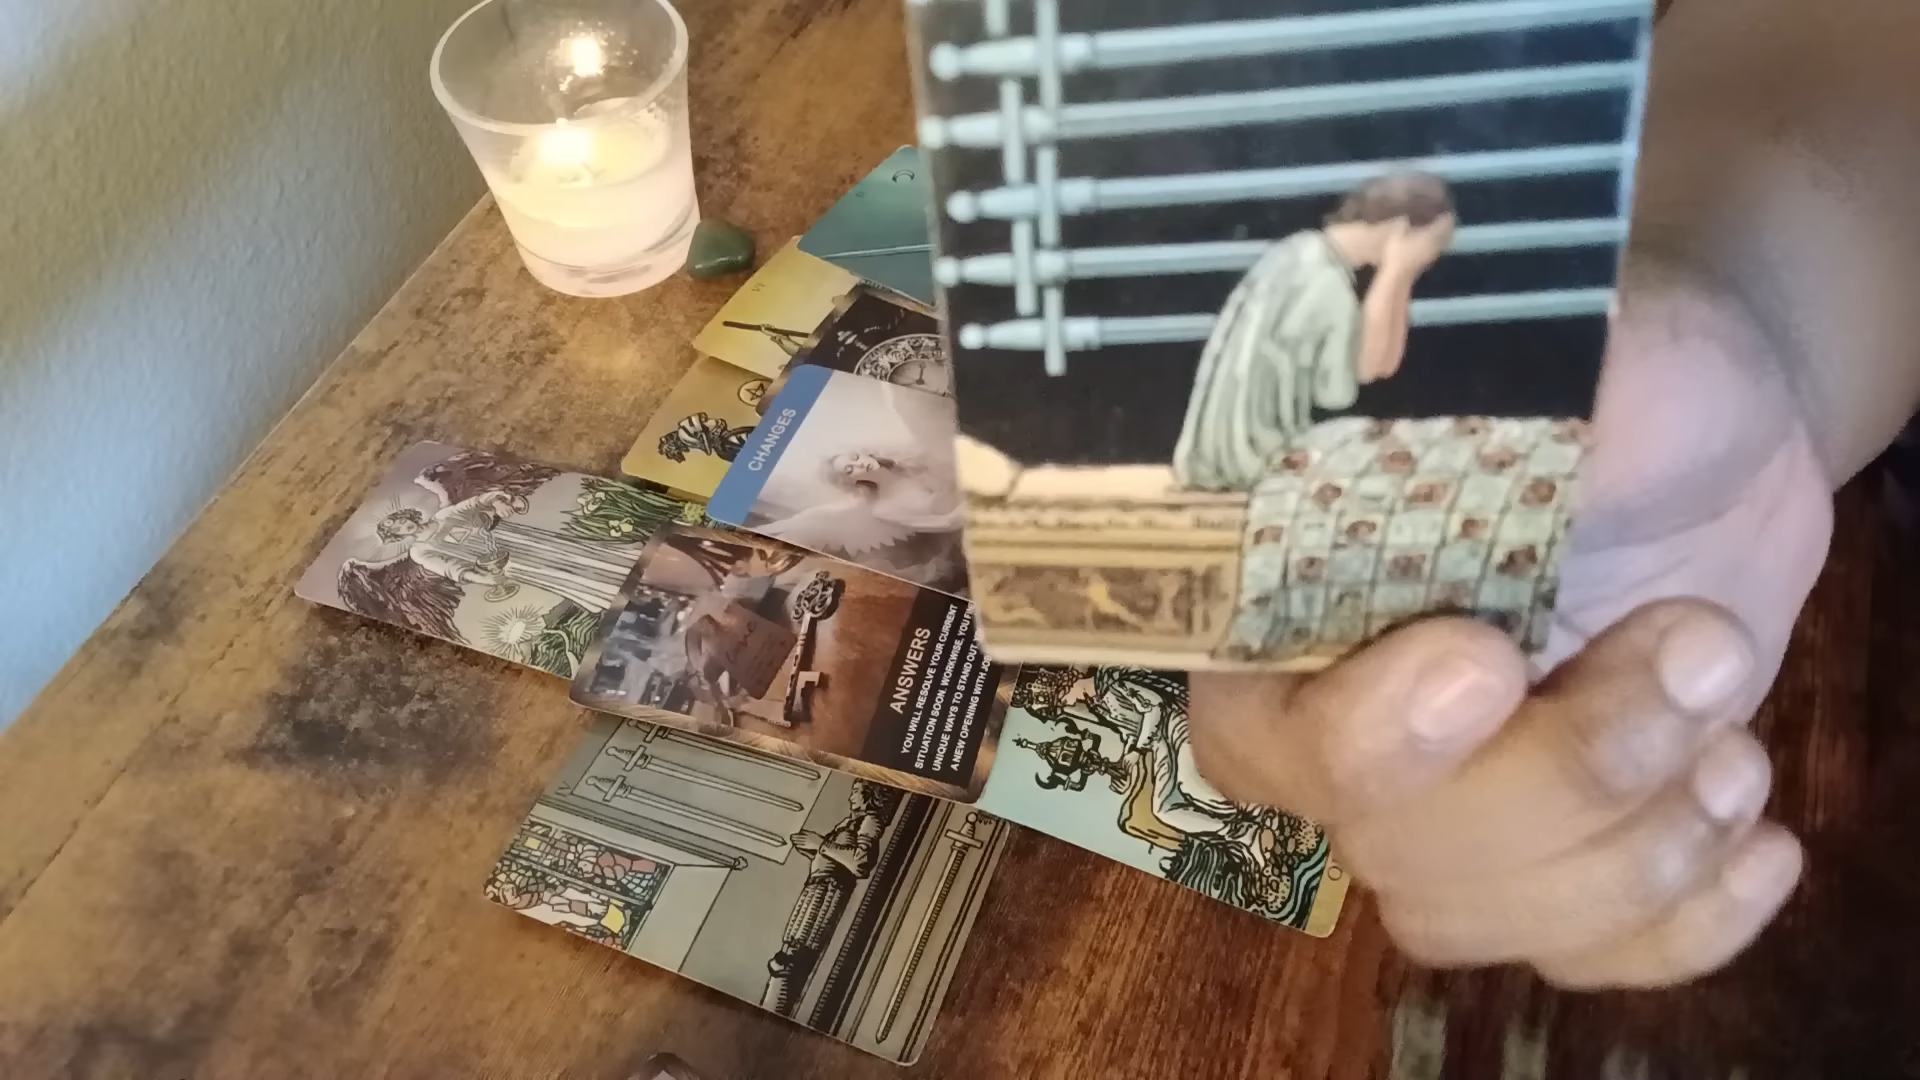 CHANGES
ANSWERS
YOU WILL RESOLVE YOUR CURRENT
SITUATION SOON. WORKWISE, YOU
UNIQUE WAYS TO STAND OUT.
A NEW OPENING WITH